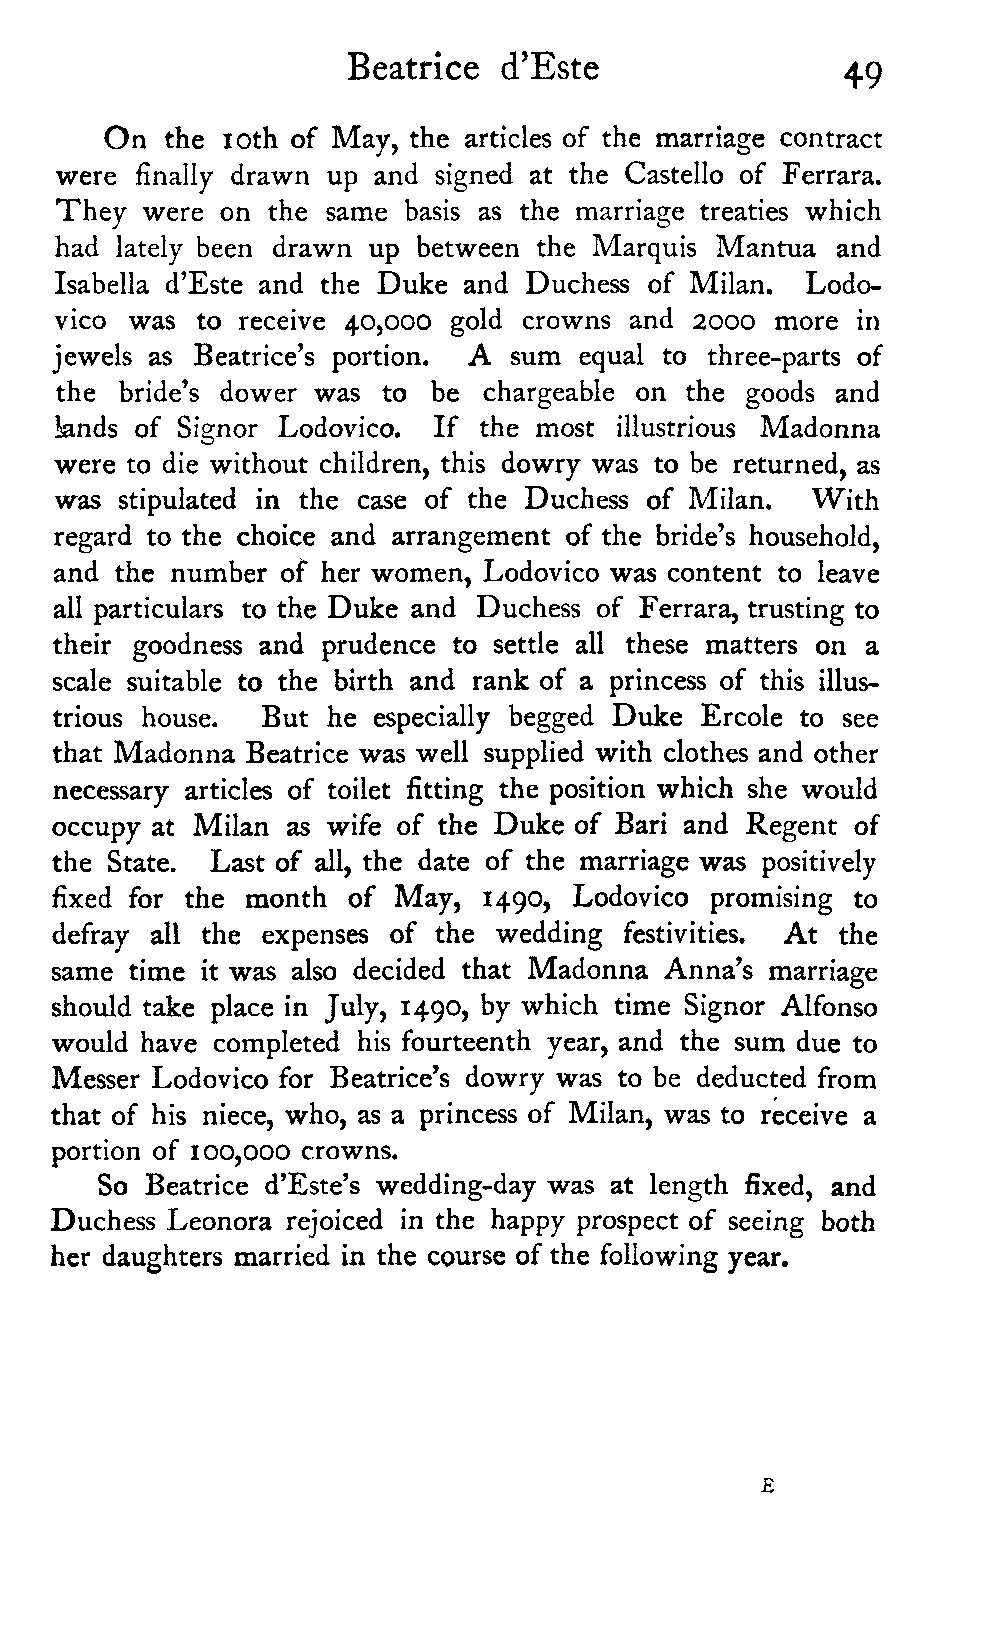 Beatrice d'Este 49
On the 10th of May, the articles of the marriage contract
were finally drawn up and signed at the Castello of Ferrara.
They were on the same basis as the marriage treaties which
had lately been drawn up between the Marquis Mantua and
Isabella d'Este and the Duke and Duchess of Milan. Lodo-
vico was to receive 40,000 gold crowns and 2000 more in
jewels as Beatrice's portion. A sum equal to three-parts of
the bride's dower was to be chargeable on the goods and
lands of Signor Lodovico. If the most illustrious Madonna
were to die without children, this dowry was to be returned, as
was stipulated in the case of the Duchess of Milan. With
regard to the choice and arrangement of the bride's household,
and the number of her women, Lodovico was content to leave
all particulars to the Duke and Duchess of Ferrara, trusting to
their goodness and prudence to settle all these matters on a
scale suitable to the birth and rank of a princess of this illus-
trious house. But he especially begged Duke Ercole to see
that Madonna Beatrice was well supplied with clothes and other
necessary articles of toilet fitting the position which she would
occupy at Milan as wife of the Duke of Bari and Regent of
the State. Last of all, the date of the marriage was positively
fixed for the month of May, 1490, Lodovico promising to
defray all the expenses of the wedding festivities. At the
same time it was also decided that Madonna Anna's marriage
should take place in July, 1490, by which time Signor Alfonso
would have completed his fourteenth year, and the sum due to
Messer Lodovico for Beatrice's dowry was to be deducted from
that of his niece, who, as a princess of Milan, was to receive a
portion of 100,000 crowns.
So Beatrice d'Este's wedding-day was at length fixed, and
Duchess Leonora rejoiced in the happy prospect of seeing both
her daughters married in the course of the following year.
E